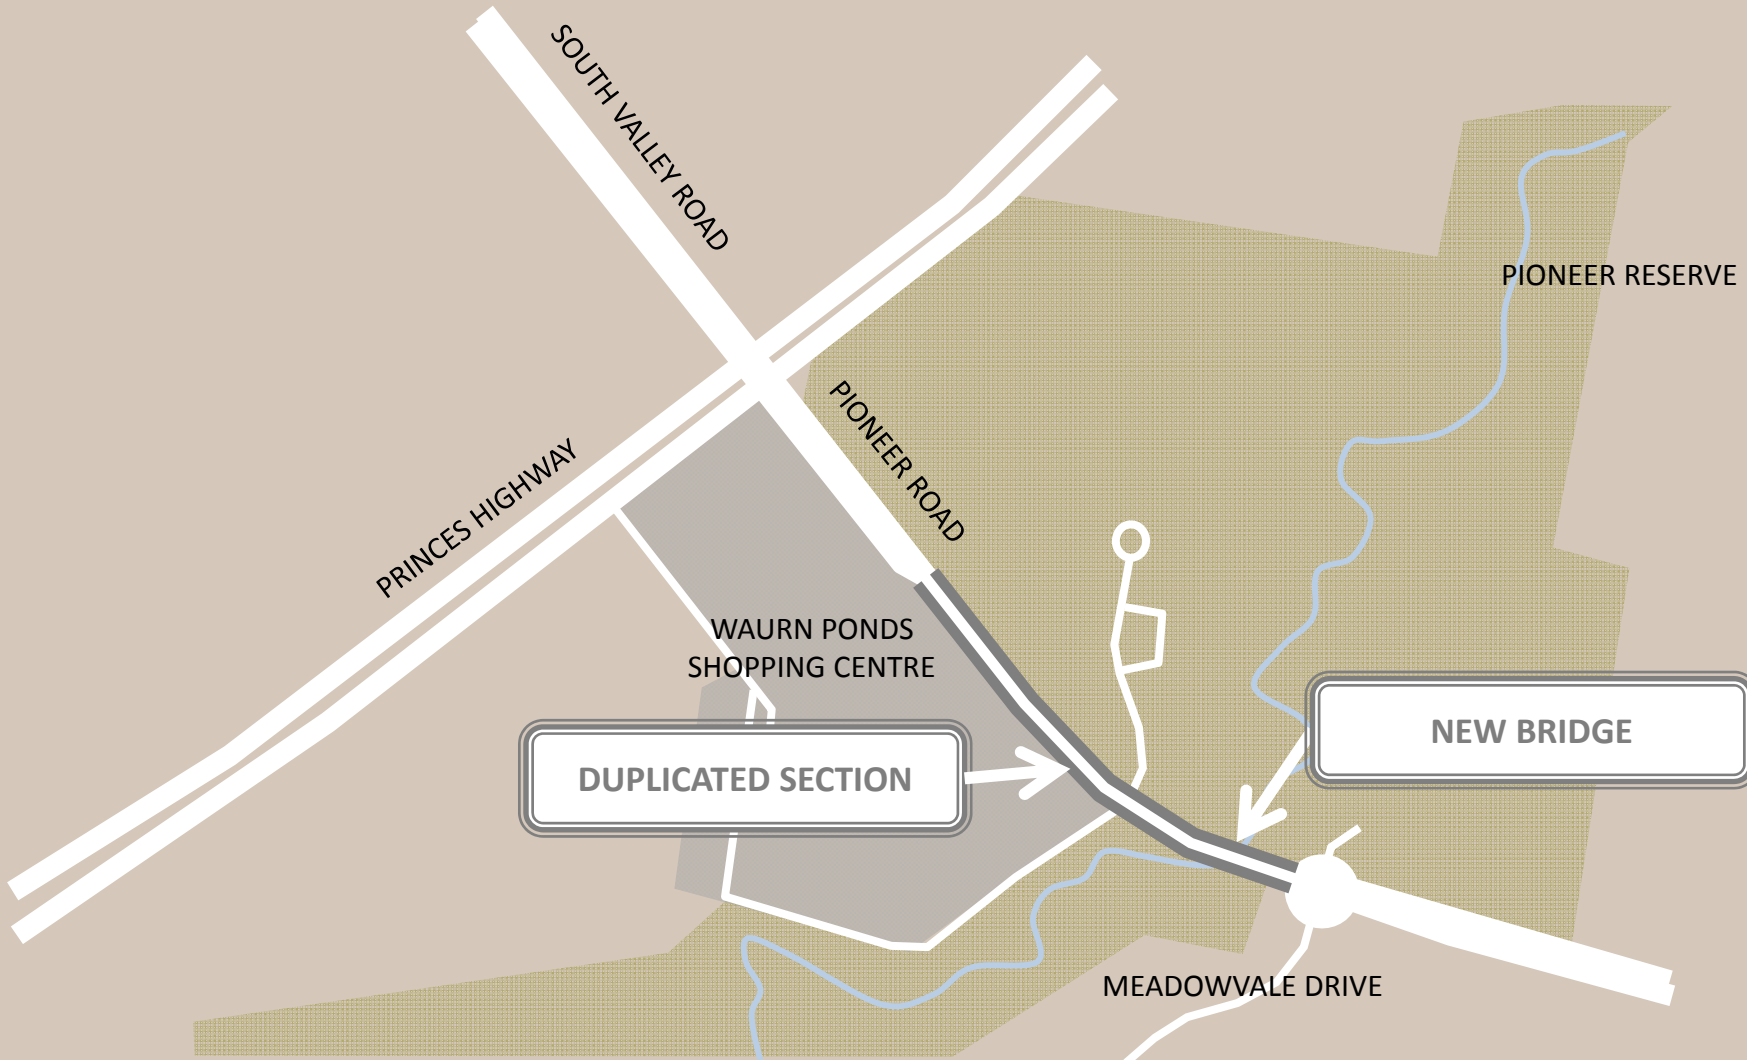 SOUTH VALLEY ROAD
PIONEER RESERVE
PIONEER ROAD
PRINCES HIGHWAY
WAURN PONDS
SHOPPING CENTRE
NEW BRIDGE
DUPLICATED SECTION
MEADOWVALE DRIVE